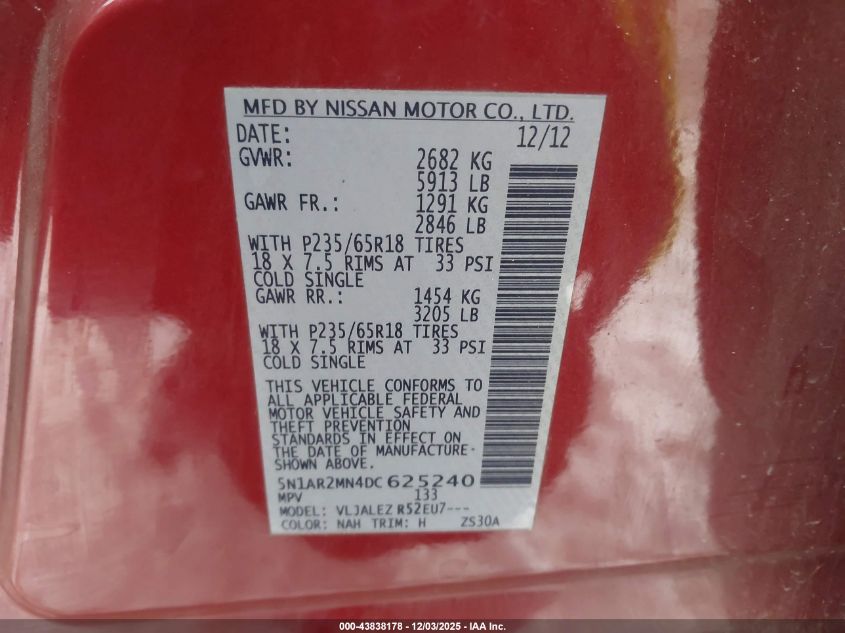 MFD BY NISSAN MOTOR CO., LTD.
DATE: 12/12
GVWR: 2682 KG
5913 LB
GAWR FR.: 1291 KG
2846 LB
WITH P235/65R18 TIRES
18 X 7.5 RIMS AT 33 PSI
COLD SINGLE
GAWR RR.: 1454 KG
3205 LB
WITH P235/65R18 TIRES
18 X 7.5 RIMS AT 33 PSI
COLD SINGLE
THIS VEHICLE CONFORMS TO
ALL APPLICABLE FEDERAL
MOTOR VEHICLE SAFETY AND
THEFT PREVENTION
STANDARDS IN EFFECT ON
THE DATE OF MANUFACTURE
SHOWN ABOVE.
5N1AR2MN4DC625240
MPV 133
MODEL: VLJALEZ R52EU7---
COLOR: NAH TRIM: H ZS30A
000-43838178 - 12/03/2025 - IAA Inc.